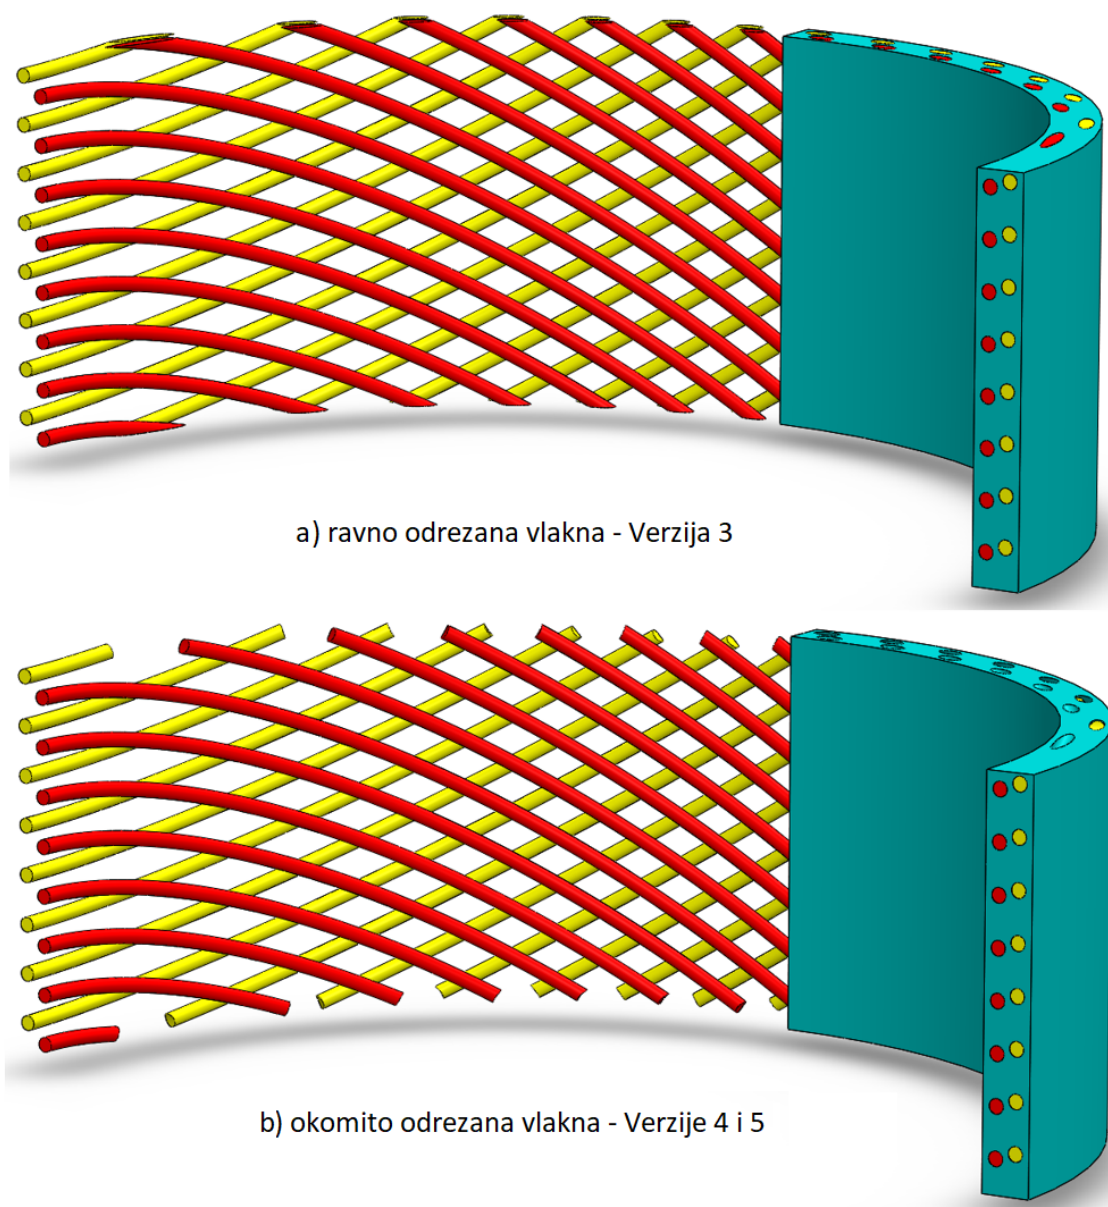 a) ravno odrezana vlakna - Verzija 3
b) okomito odrezana vlakna - Verzije 4 i 5